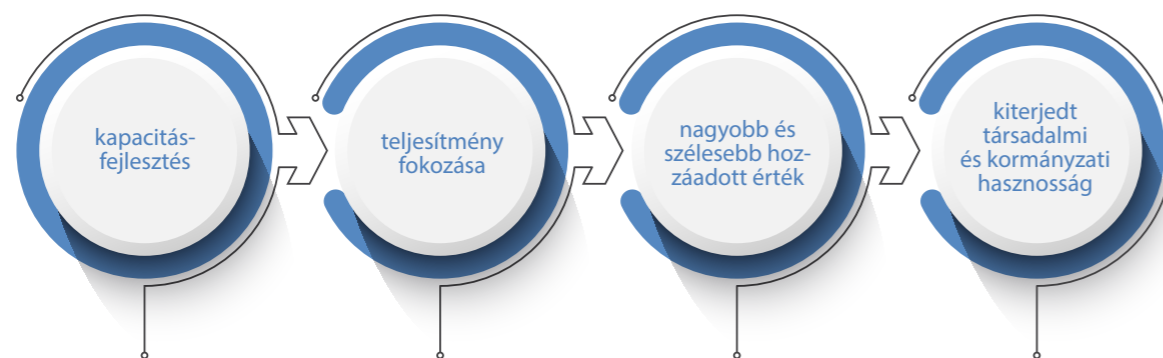 kapacitás-
fejlesztés
teljesítmény
fokozása
nagyobb és
szélesebb hoz-
záadott érték
kiterjedt
társadalmi
és kormányzati
hasznosság